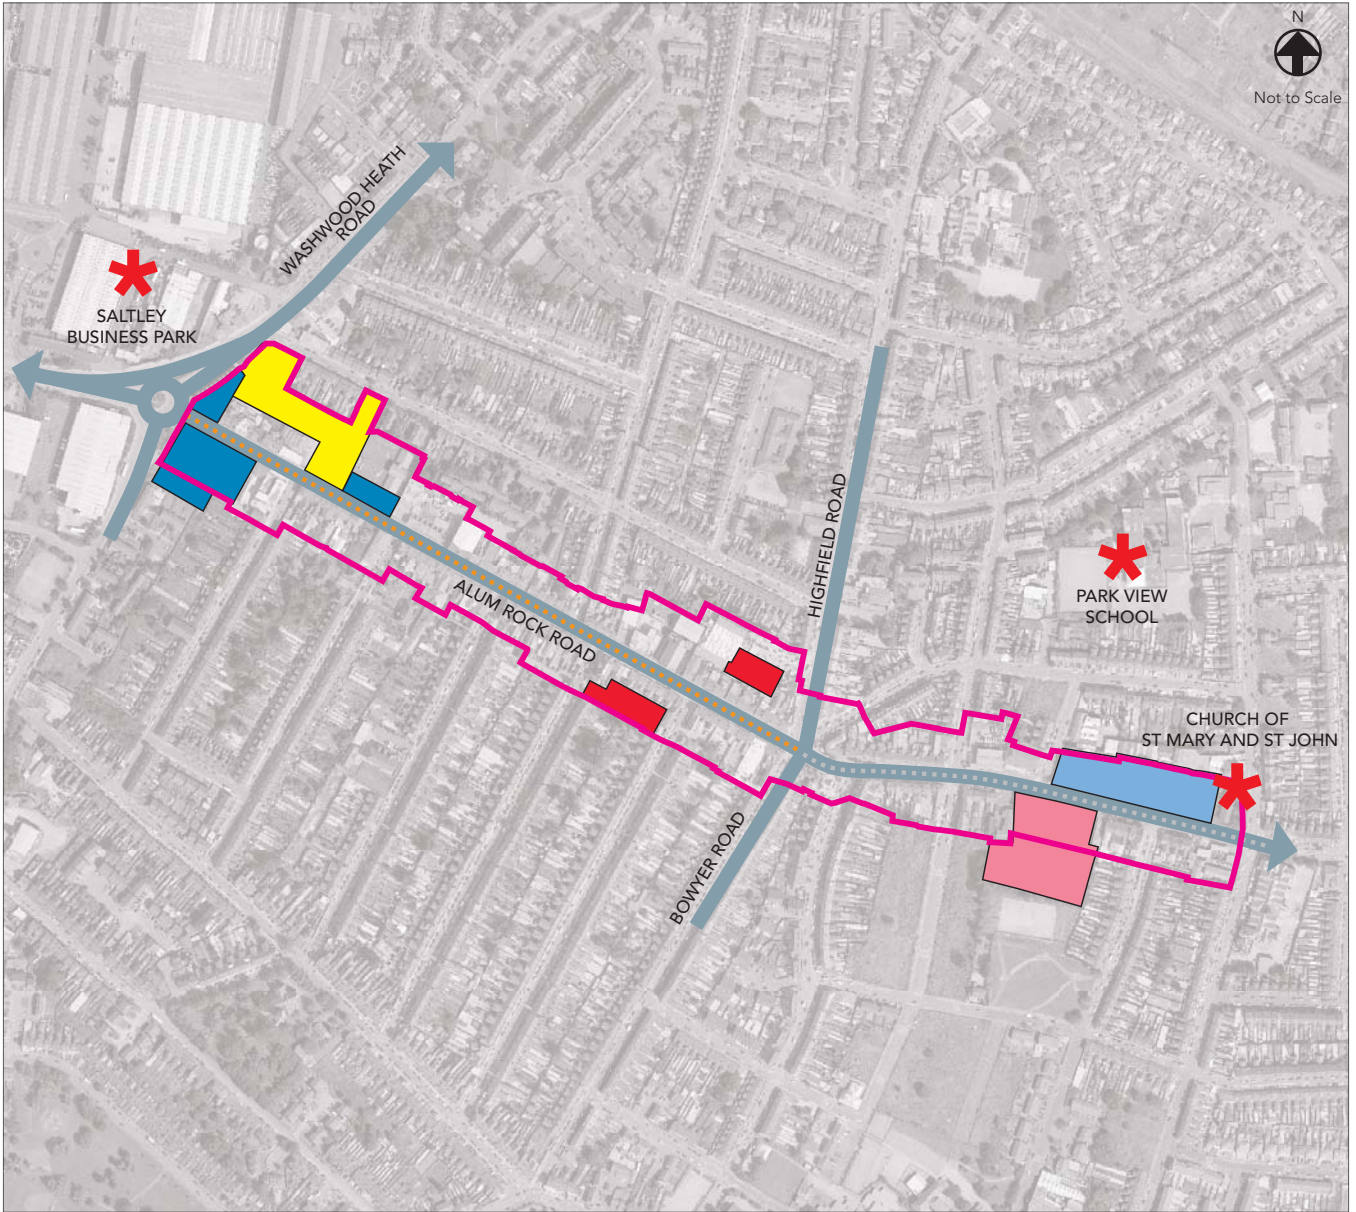 N
Not to Scale
WASHWOOD HEATH
ROAD
SALTLEY
BUSINESS PARK
HIGHFIELD ROAD
PARK VIEW
SCHOOL
ALUM ROCK ROAD
CHURCH OF
ST MARY AND ST JOHN
BOWYER ROAD